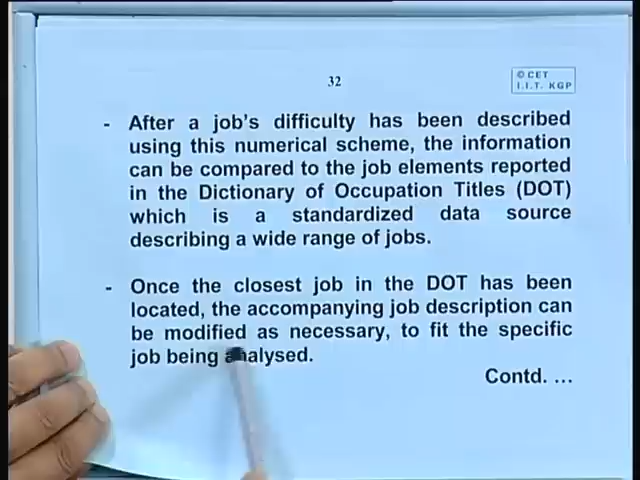 32
© CET
I.I.T. KGP
- After a job's difficulty has been described
using this numerical scheme, the information
can be compared to the job elements reported
in the Dictionary of Occupation Titles (DOT)
which is a standardized data source
describing a wide range of jobs.
- Once the closest job in the DOT has been
located, the accompanying job description can
be modified as necessary, to fit the specific
job being analysed.
Contd. ...